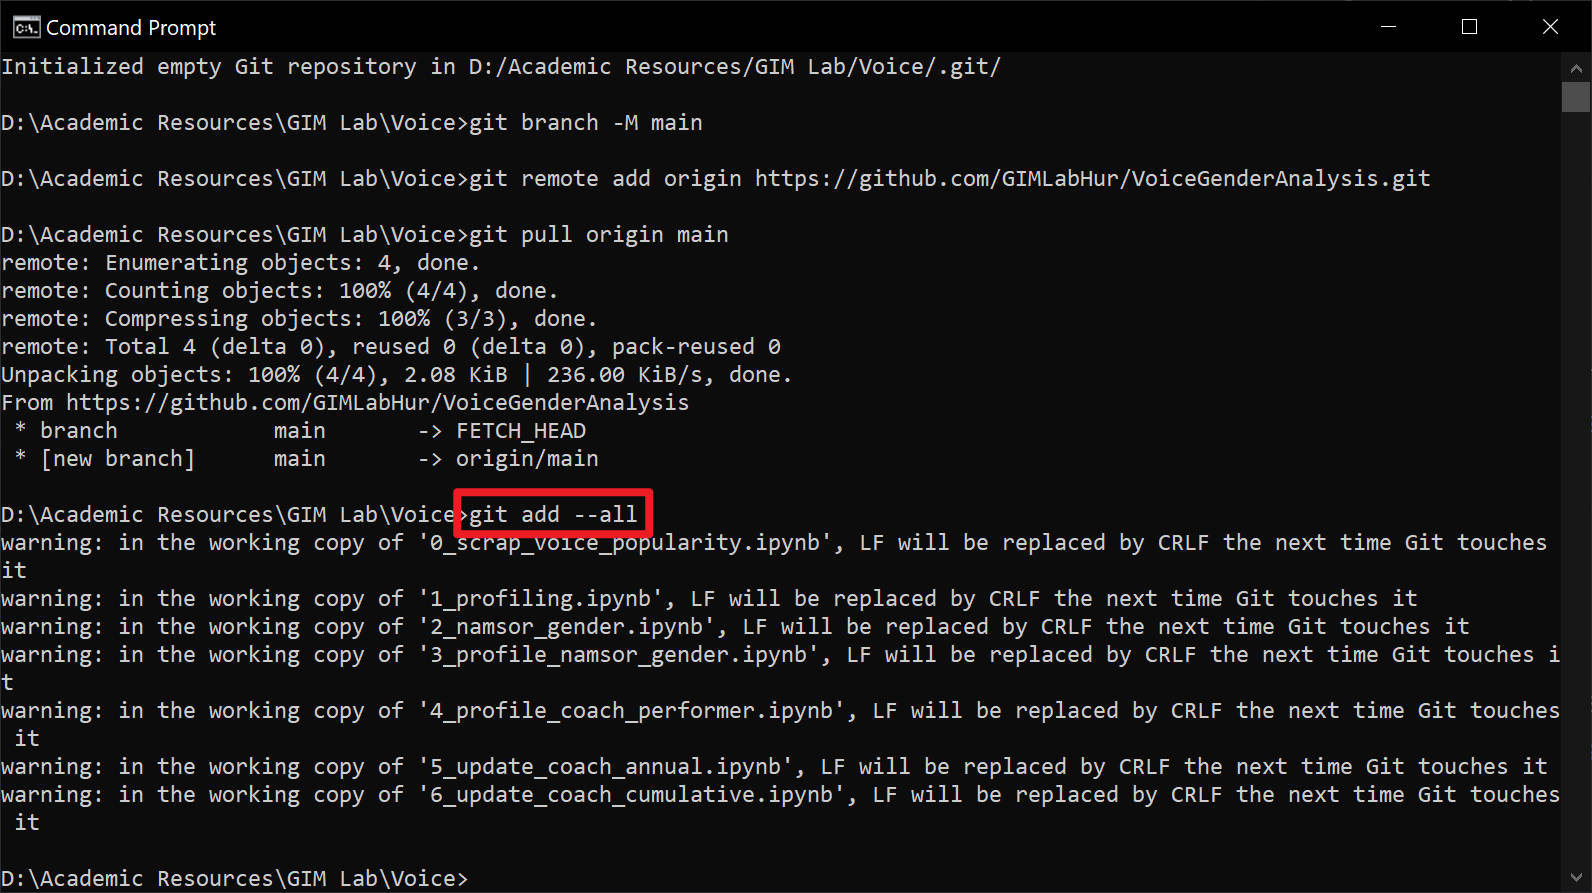 Command Prompt
Initialized empty Git repository in D:/Academic Resources/GIM Lab/Voice/.git/
D:\Academic Resources\GIM Lab\Voice>git branch -M main
D:\Academic Resources\GIM Lab\Voice>git remote add origin https://github.com/GIMLabHur/VoiceGenderAnalysis.git
D:\Academic Resources\GIM Lab\Voice>git pull origin main
remote: Enumerating objects: 4, done.
remote: Counting objects: 100% (4/4), done.
remote: Compressing objects: 100% (3/3), done.
remote: Total 4 (delta 0), reused 0 (delta 0), pack-reused 0
Unpacking objects: 100% (4/4), 2.08 KiB | 236.00 KiB/s, done.
From https://github.com/GIMLabHur/VoiceGenderAnalysis
 * branch            main       -> FETCH_HEAD
 * [new branch]      main       -> origin/main
D:\Academic Resources\GIM Lab\Voice>git add --all
warning: in the working copy of '0_scrap_voice_popularity.ipynb', LF will be replaced by CRLF the next time Git touches
it
warning: in the working copy of '1_profiling.ipynb', LF will be replaced by CRLF the next time Git touches it
warning: in the working copy of '2_namsor_gender.ipynb', LF will be replaced by CRLF the next time Git touches it
warning: in the working copy of '3_profile_namsor_gender.ipynb', LF will be replaced by CRLF the next time Git touches i
t
warning: in the working copy of '4_profile_coach_performer.ipynb', LF will be replaced by CRLF the next time Git touches
 it
warning: in the working copy of '5_update_coach_annual.ipynb', LF will be replaced by CRLF the next time Git touches it
warning: in the working copy of '6_update_coach_cumulative.ipynb', LF will be replaced by CRLF the next time Git touches
 it
D:\Academic Resources\GIM Lab\Voice>